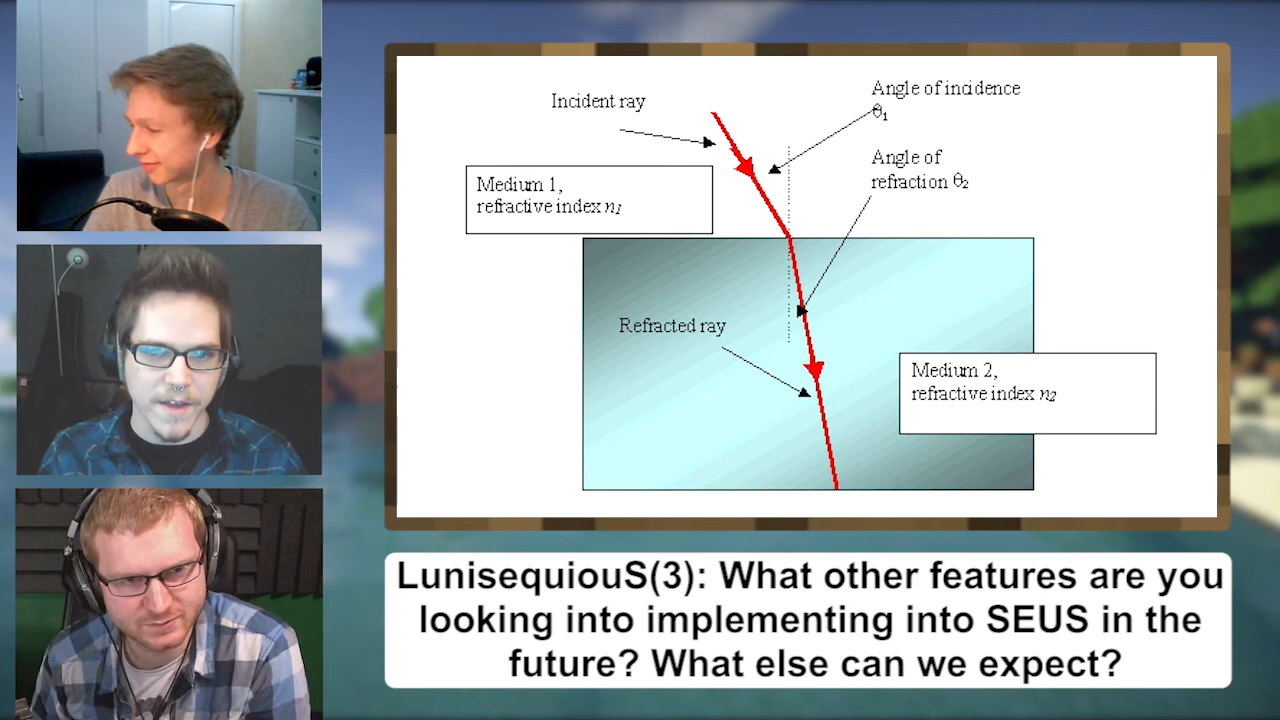 Incident ray
Angle of incidence
θ1
Angle of
refraction θ2
Medium 1,
refractive index n1
Refracted ray
Medium 2,
refractive index n2
LunisequiouS(3): What other features are you
looking into implementing into SEUS in the
future? What else can we expect?